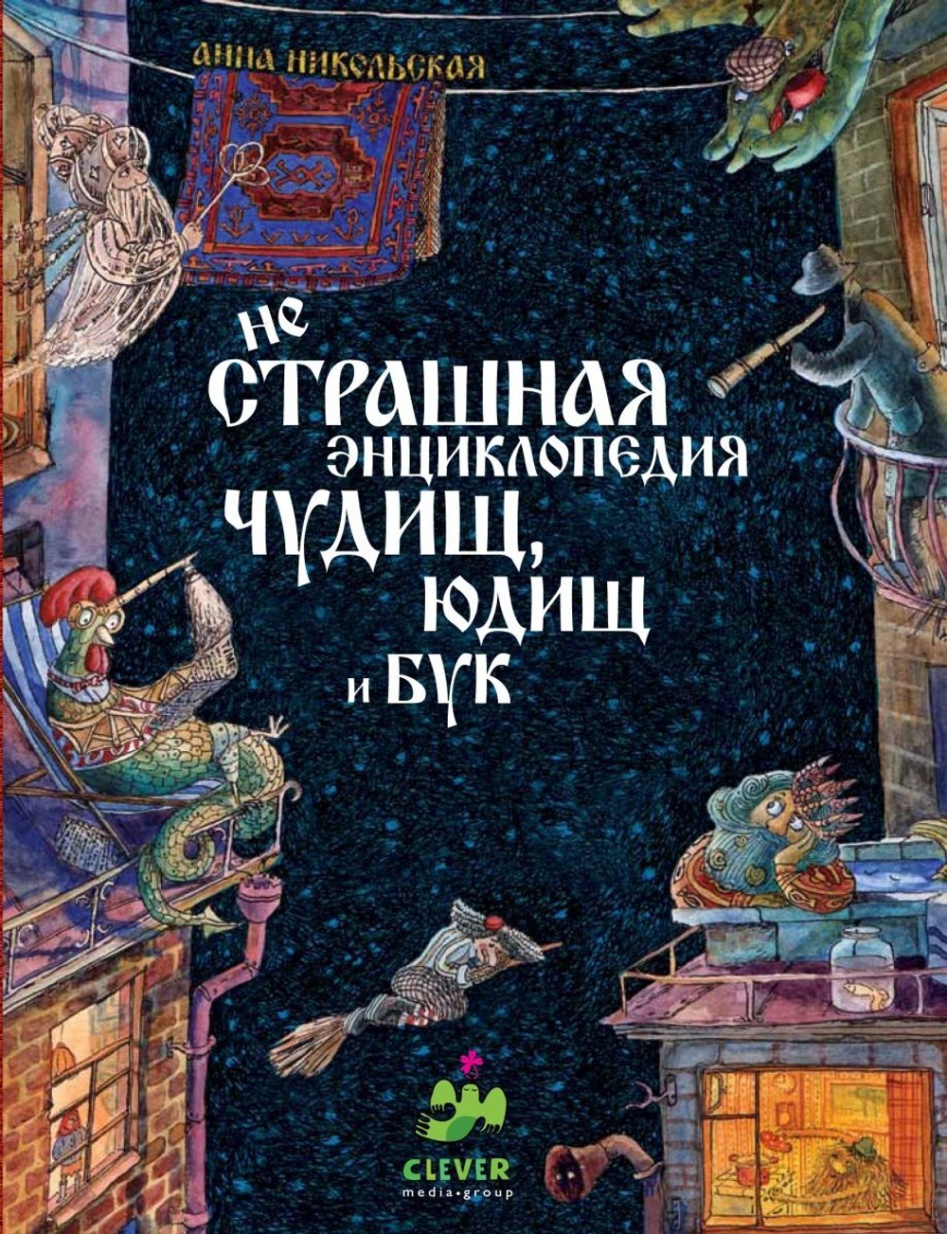 АННА НИКОЛЬСКАЯ
не
СТРАШНАЯ
ЭНЦИКЛОПЕДИЯ
ЧУДИЩ,
ЮДИЩ
и БУК
CLEVER
media•group